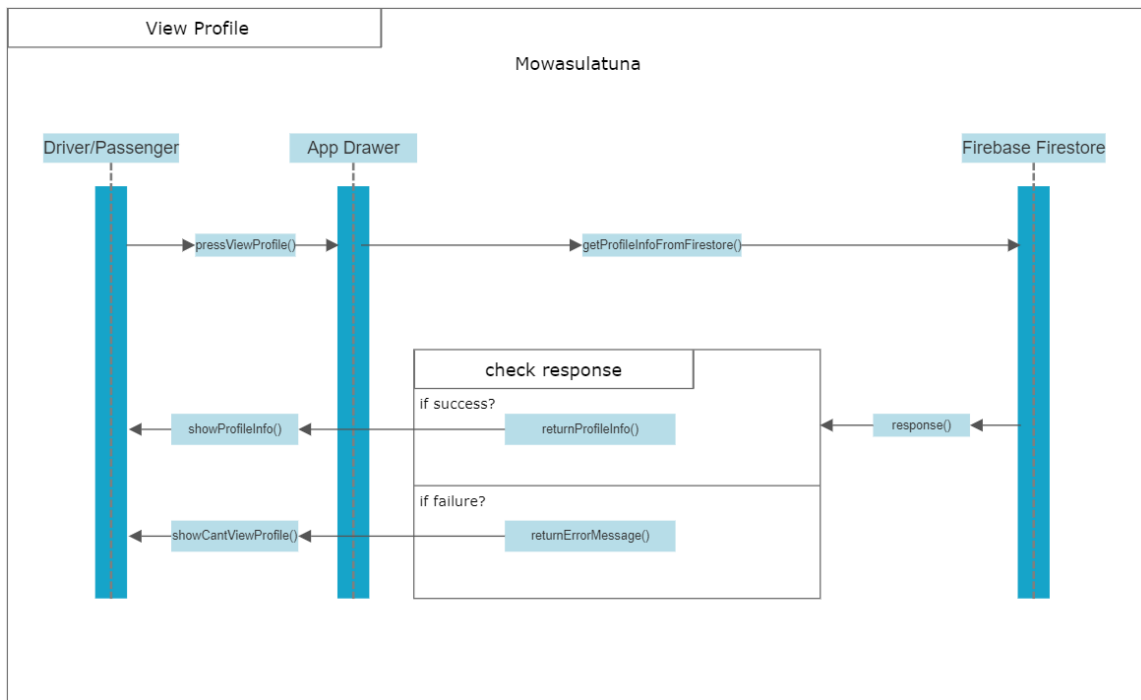 View Profile
Mowasulatuna
Driver/Passenger
App Drawer
Firebase Firestore
pressViewProfile()
getProfileInfoFromFirestore()
check response
if success?
showProfileInfo()
returnProfileInfo()
response()
if failure?
showCantViewProfile()
returnErrorMessage()